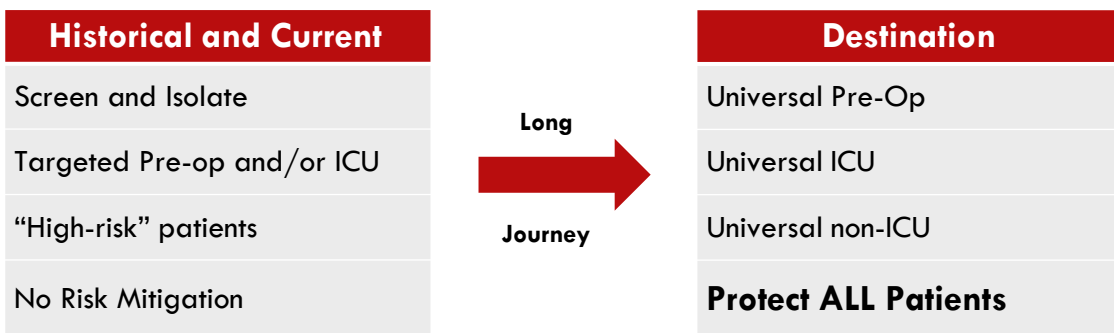 Historical and Current
Screen and Isolate
Targeted Pre-op and/or ICU
“High-risk” patients
No Risk Mitigation
Long
Journey
Destination
Universal Pre-Op
Universal ICU
Universal non-ICU
Protect ALL Patients